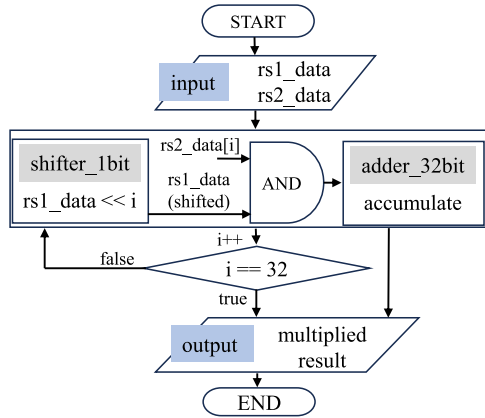 START
input
rs1_data
rs2_data
shifter_1bit
rs1_data << i
rs2_data[i]
rs1_data
(shifted)
AND
adder_32bit
accumulate
i++
false
i == 32
true
output
multiplied
result
END